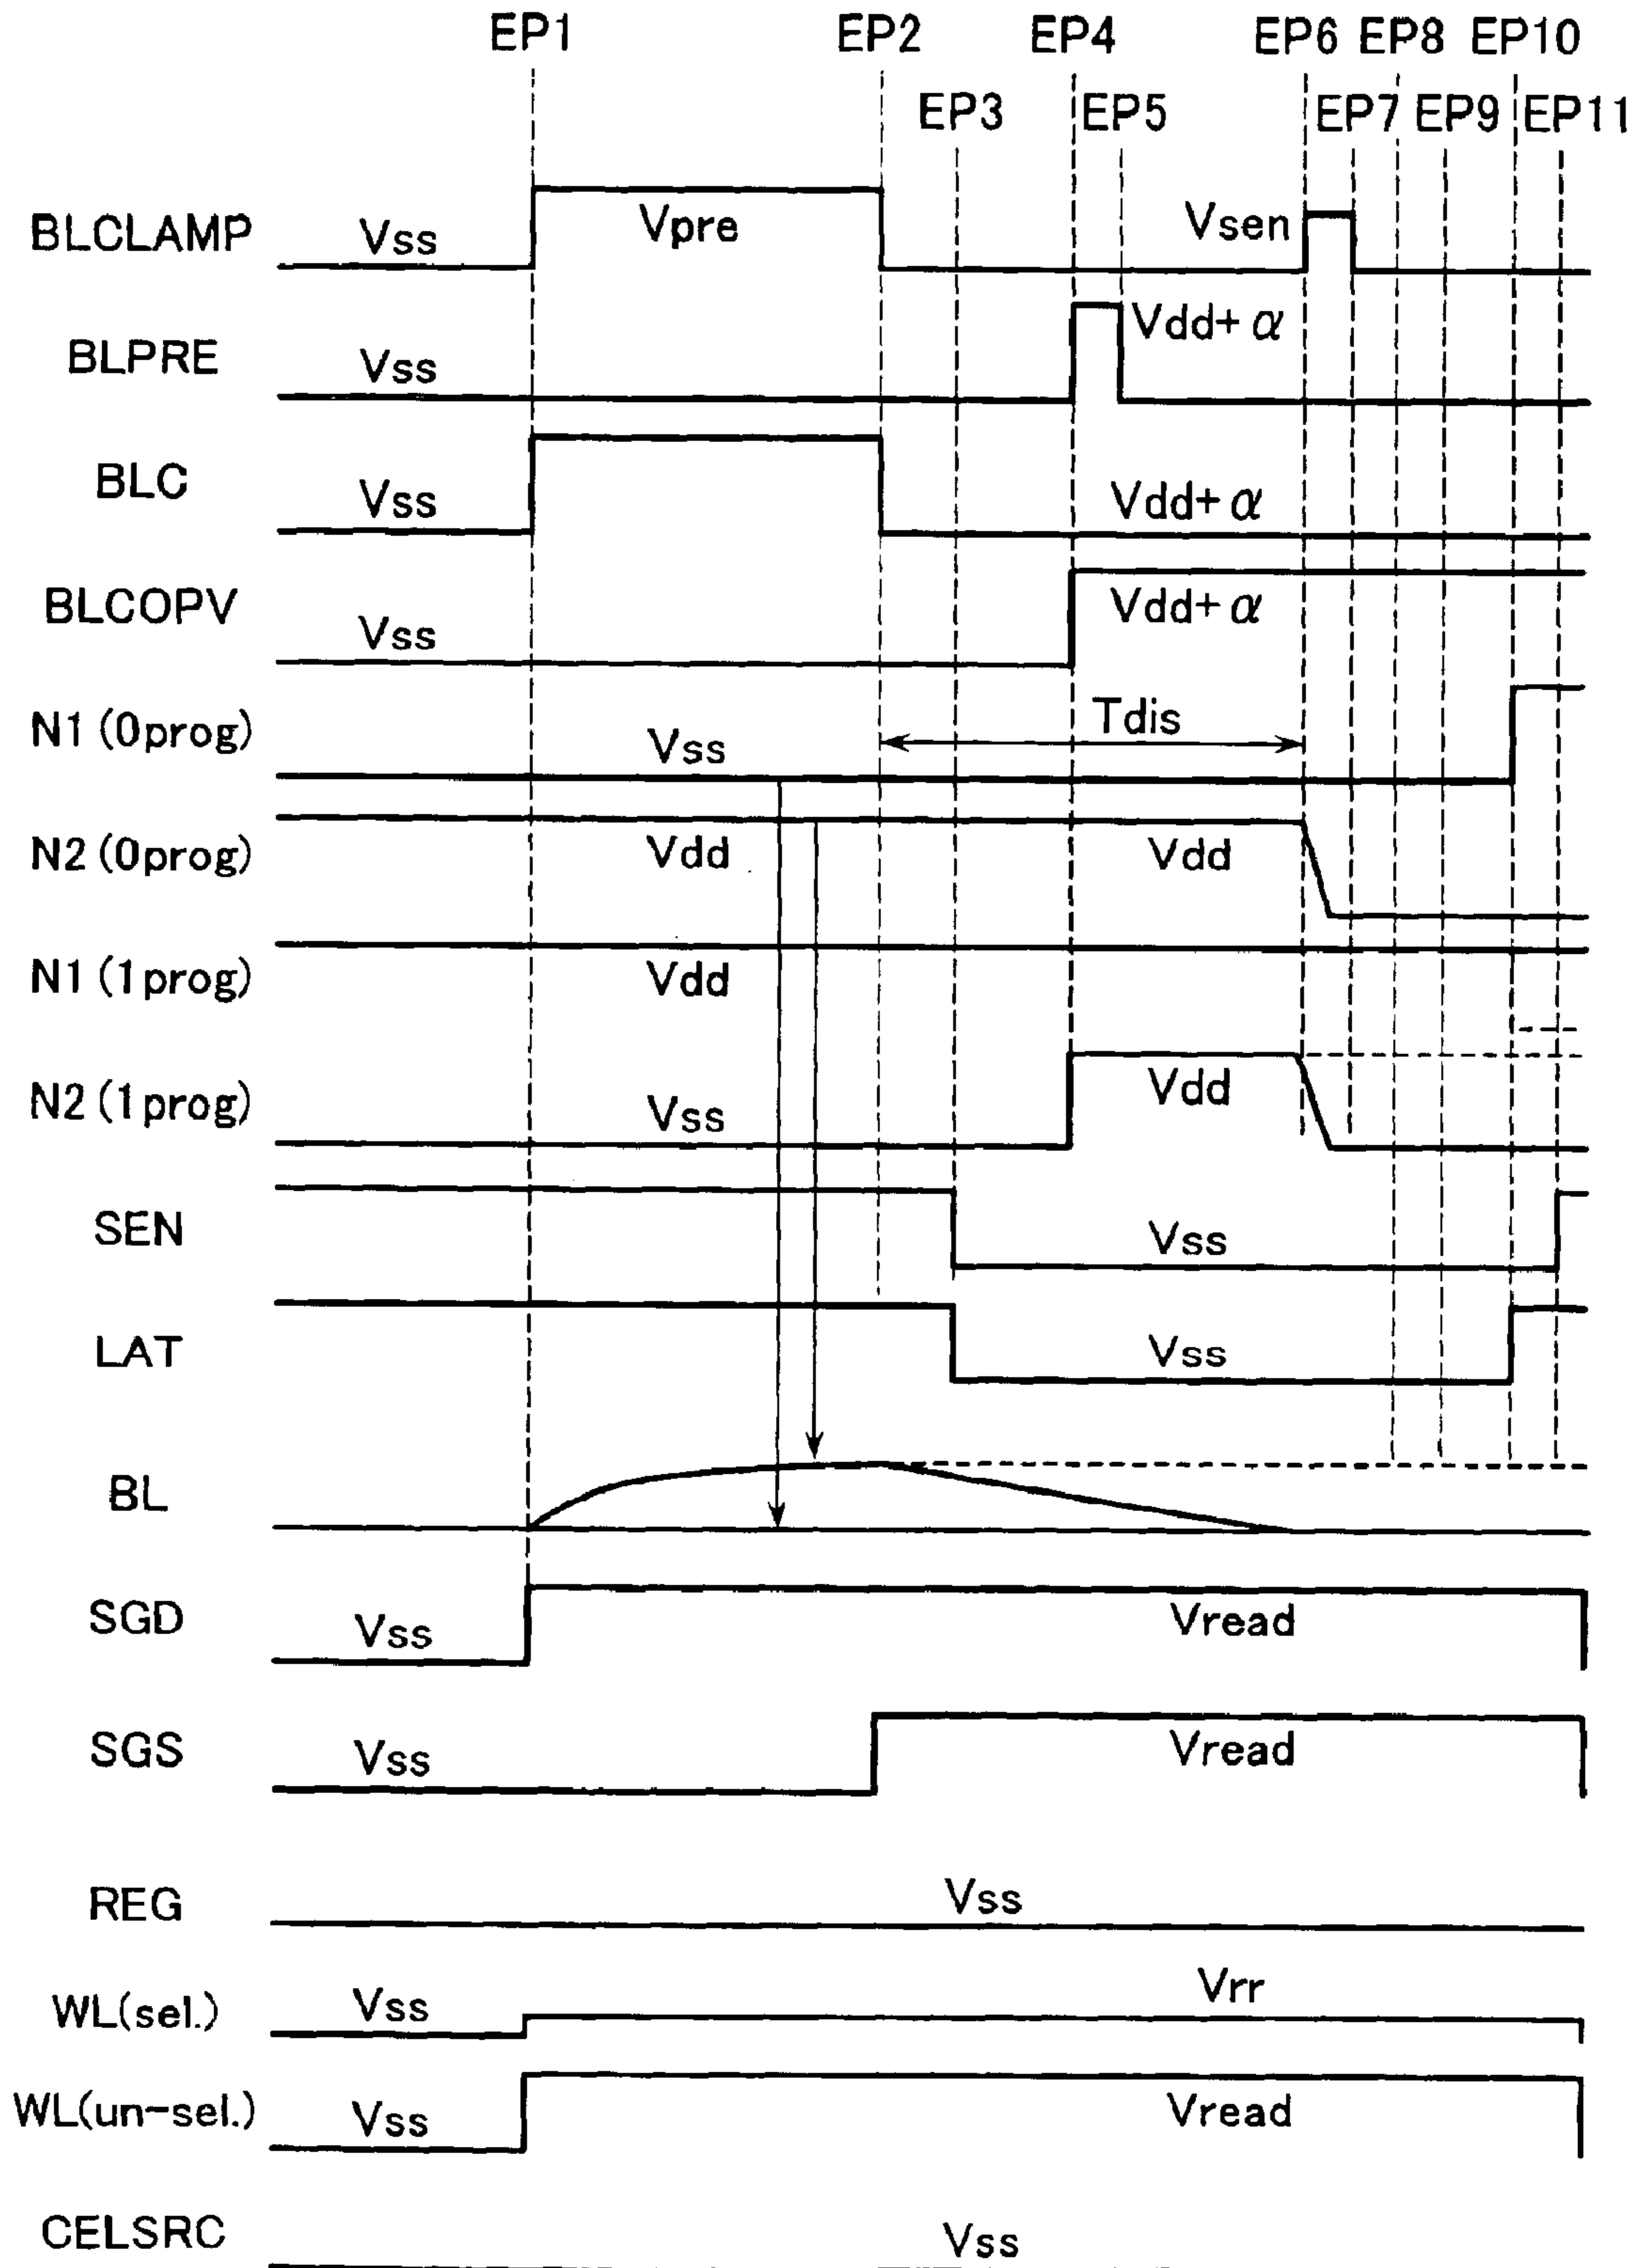 EP1 EP2 EP4 EP6 EP8 EP10
EP3 EP5 EP7 EP9 EP11
BLCLAMP Vss Vpre Vsen
BLPRE Vss Vdd+α
BLC Vss Vdd+α
BLCOPV Vss Vdd+α
N1 (0prog) Vss Tdis
N2 (0prog) Vdd Vdd
N1 (1prog) Vdd
N2 (1prog) Vss Vdd
SEN Vss
LAT Vss
BL
SGD Vss Vread
SGS Vss Vread
REG Vss
WL(sel.) Vss Vrr
WL(un-sel.) Vss Vread
CELSRC Vss